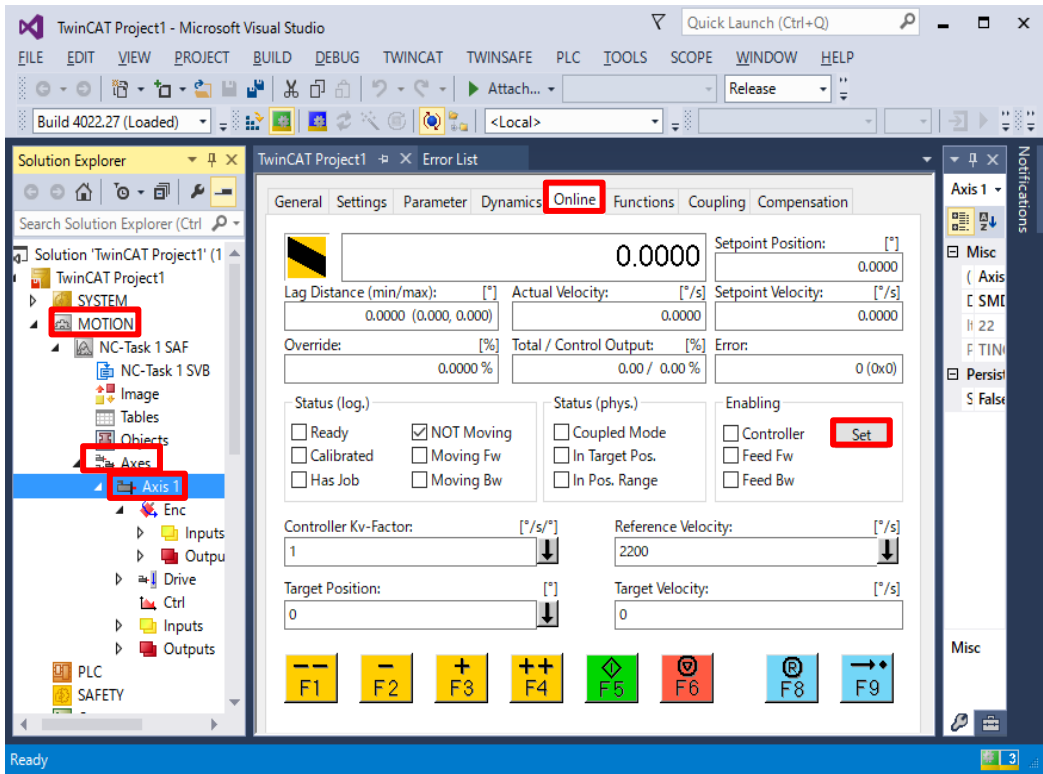 TwinCAT Project1 - Microsoft Visual Studio
Quick Launch (Ctrl+Q)
FILE EDIT VIEW PROJECT BUILD DEBUG TWINCAT TWINSAFE PLC TOOLS SCOPE WINDOW HELP
Attach... Release
Build 4022.27 (Loaded) <Local>
Solution Explorer
Search Solution Explorer (Ctrl
Solution 'TwinCAT Project1' (1
TwinCAT Project1
SYSTEM
MOTION
NC-Task 1 SAF
NC-Task 1 SVB
Image
Tables
Objects
Axes
Axis 1
Enc
Inputs
Outpu
Drive
Ctrl
Inputs
Outputs
PLC
SAFETY
TwinCAT Project1 Error List
General Settings Parameter Dynamics Online Functions Coupling Compensation
0.0000
Setpoint Position: [°]
0.0000
Lag Distance (min/max): [°] Actual Velocity: [°/s] Setpoint Velocity: [°/s]
0.0000 (0.000, 0.000) 0.0000 0.0000
Override: [%] Total / Control Output: [%] Error:
0.0000 % 0.00 / 0.00 % 0 (0x0)
Status (log.) Status (phys.) Enabling
Ready NOT Moving Coupled Mode Controller Set
Calibrated Moving Fw In Target Pos. Feed Fw
Has Job Moving Bw In Pos. Range Feed Bw
Controller Kv-Factor: [°/s/°] Reference Velocity: [°/s]
1 2200
Target Position: [°] Target Velocity: [°/s]
0 0
-- - + ++ R
F1 F2 F3 F4 F5 F6 F8 F9
Axis 1
Misc
( Axis
SMI
22
TIN
Persist
S False
Misc
Notifications
Ready 3